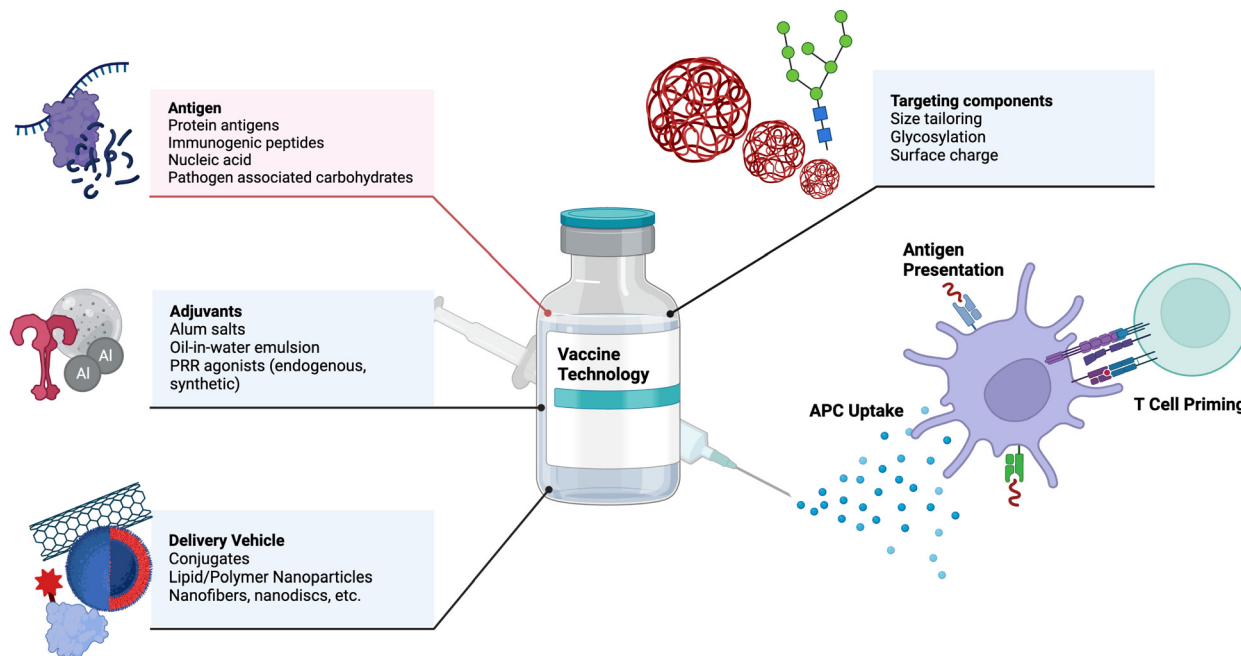 Antigen
Protein antigens
Immunogenic peptides
Nucleic acid
Pathogen associated carbohydrates
Targeting components
Size tailoring
Glycosylation
Surface charge
Adjuvants
Alum salts
Oil-in-water emulsion
PRR agonists (endogenous,
synthetic)
Al
Al
Vaccine
Technology
Antigen
Presentation
APC Uptake
T Cell Priming
Delivery Vehicle
Conjugates
Lipid/Polymer Nanoparticles
Nanofibers, nanodiscs, etc.